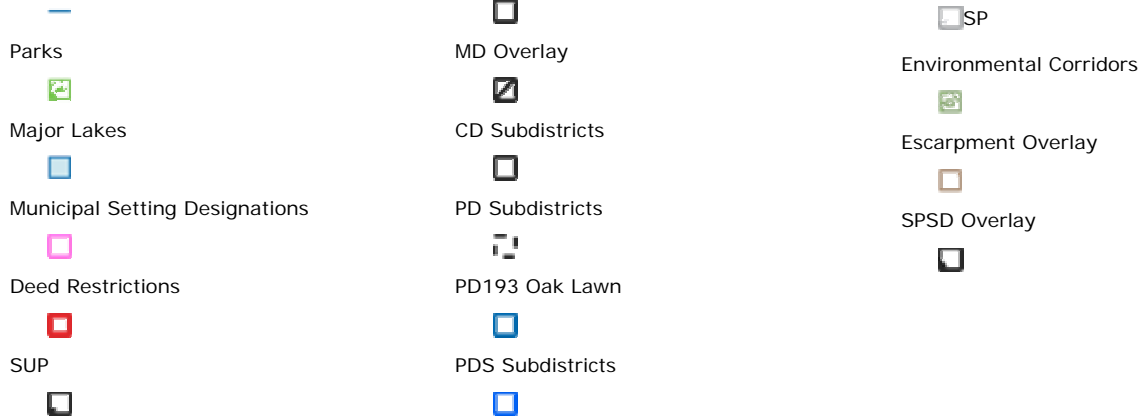 Parks
Major Lakes
Municipal Setting Designations
Deed Restrictions
SUP
MD Overlay
CD Subdistricts
PD Subdistricts
PD193 Oak Lawn
PDS Subdistricts
SP
Environmental Corridors
Escarpment Overlay
SPSD Overlay